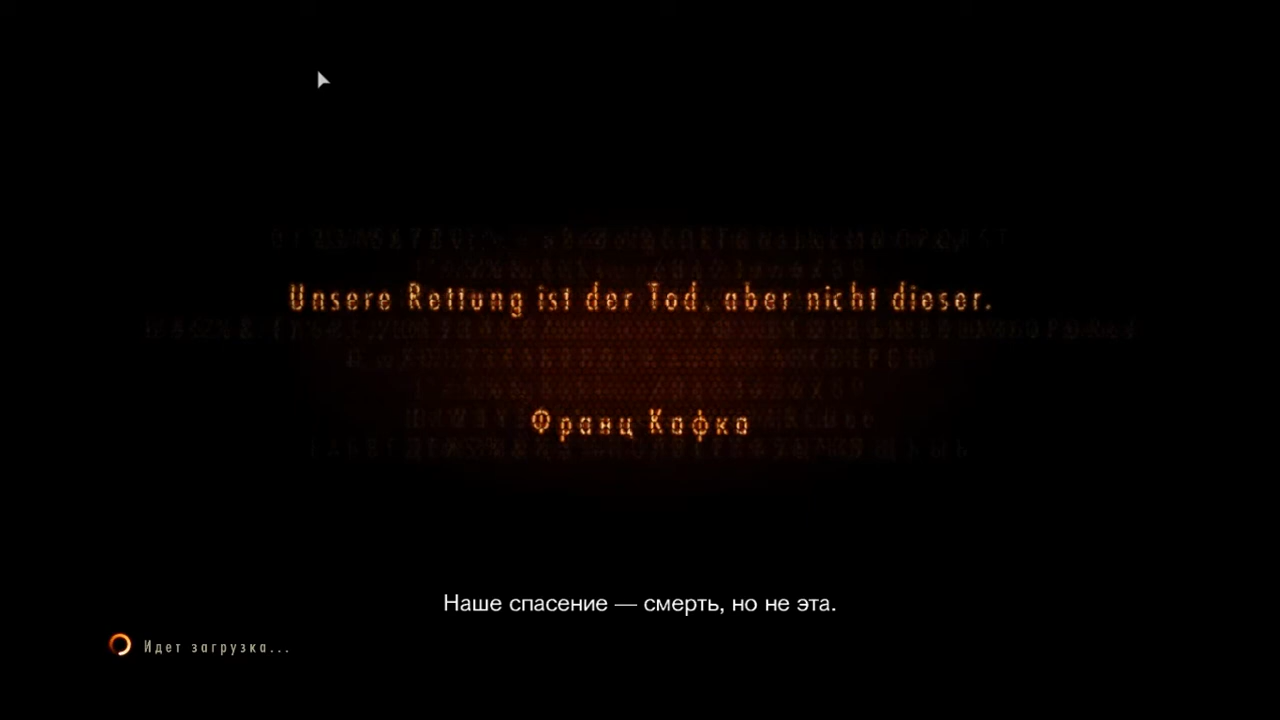 Unsere Rettung ist der Tod, aber nicht dieser.
Франц Кафка
Наше спасение — смерть, но не эта.
Идет загрузка...